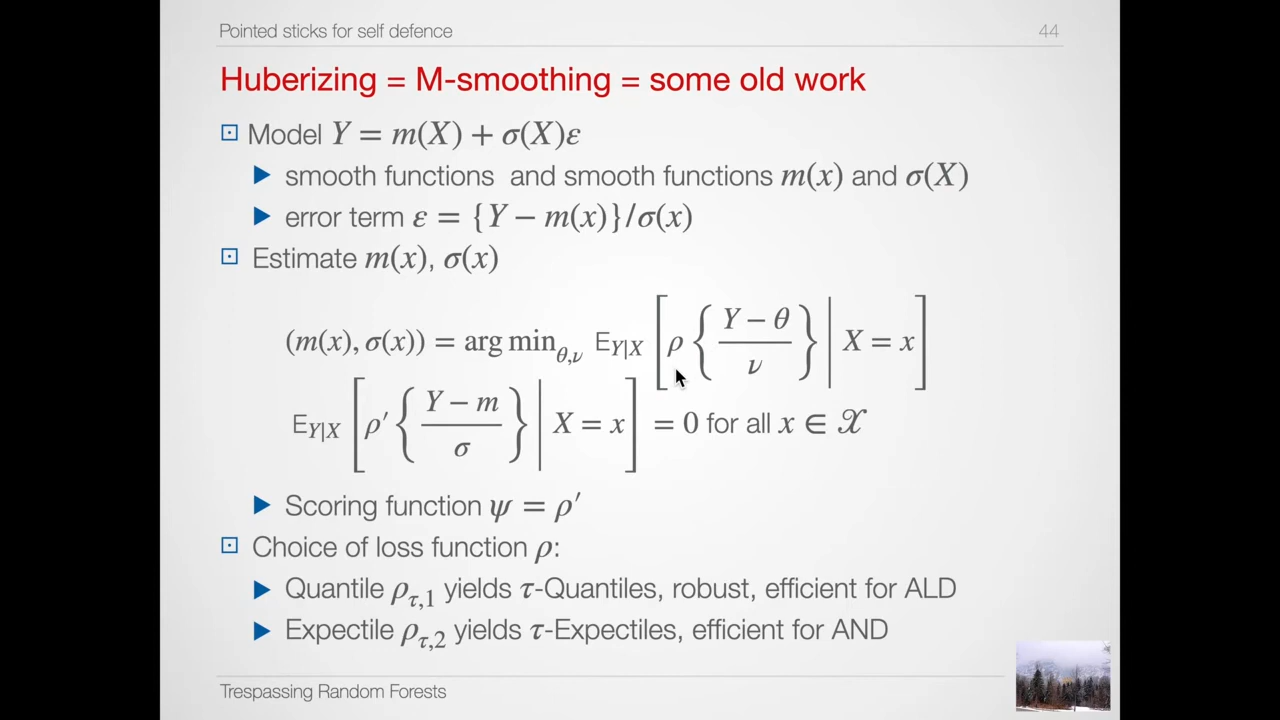 Pointed sticks for self defence 44
Huberizing = M-smoothing = some old work
Model Y = m(X) + σ(X)ε
smooth functions and smooth functions m(x) and σ(X)
error term ε = {Y − m(x)}/σ(x)
Estimate m(x), σ(x)
(m(x), σ(x)) = arg min_{θ,ν} E_{Y|X} [ρ {(Y − θ)/ν} | X = x]
E_{Y|X} [ρ′ {(Y − m)/σ} | X = x] = 0 for all x ∈ 𝒳
Scoring function ψ = ρ′
Choice of loss function ρ:
Quantile ρ_{τ,1} yields τ-Quantiles, robust, efficient for ALD
Expectile ρ_{τ,2} yields τ-Expectiles, efficient for AND
Trespassing Random Forests